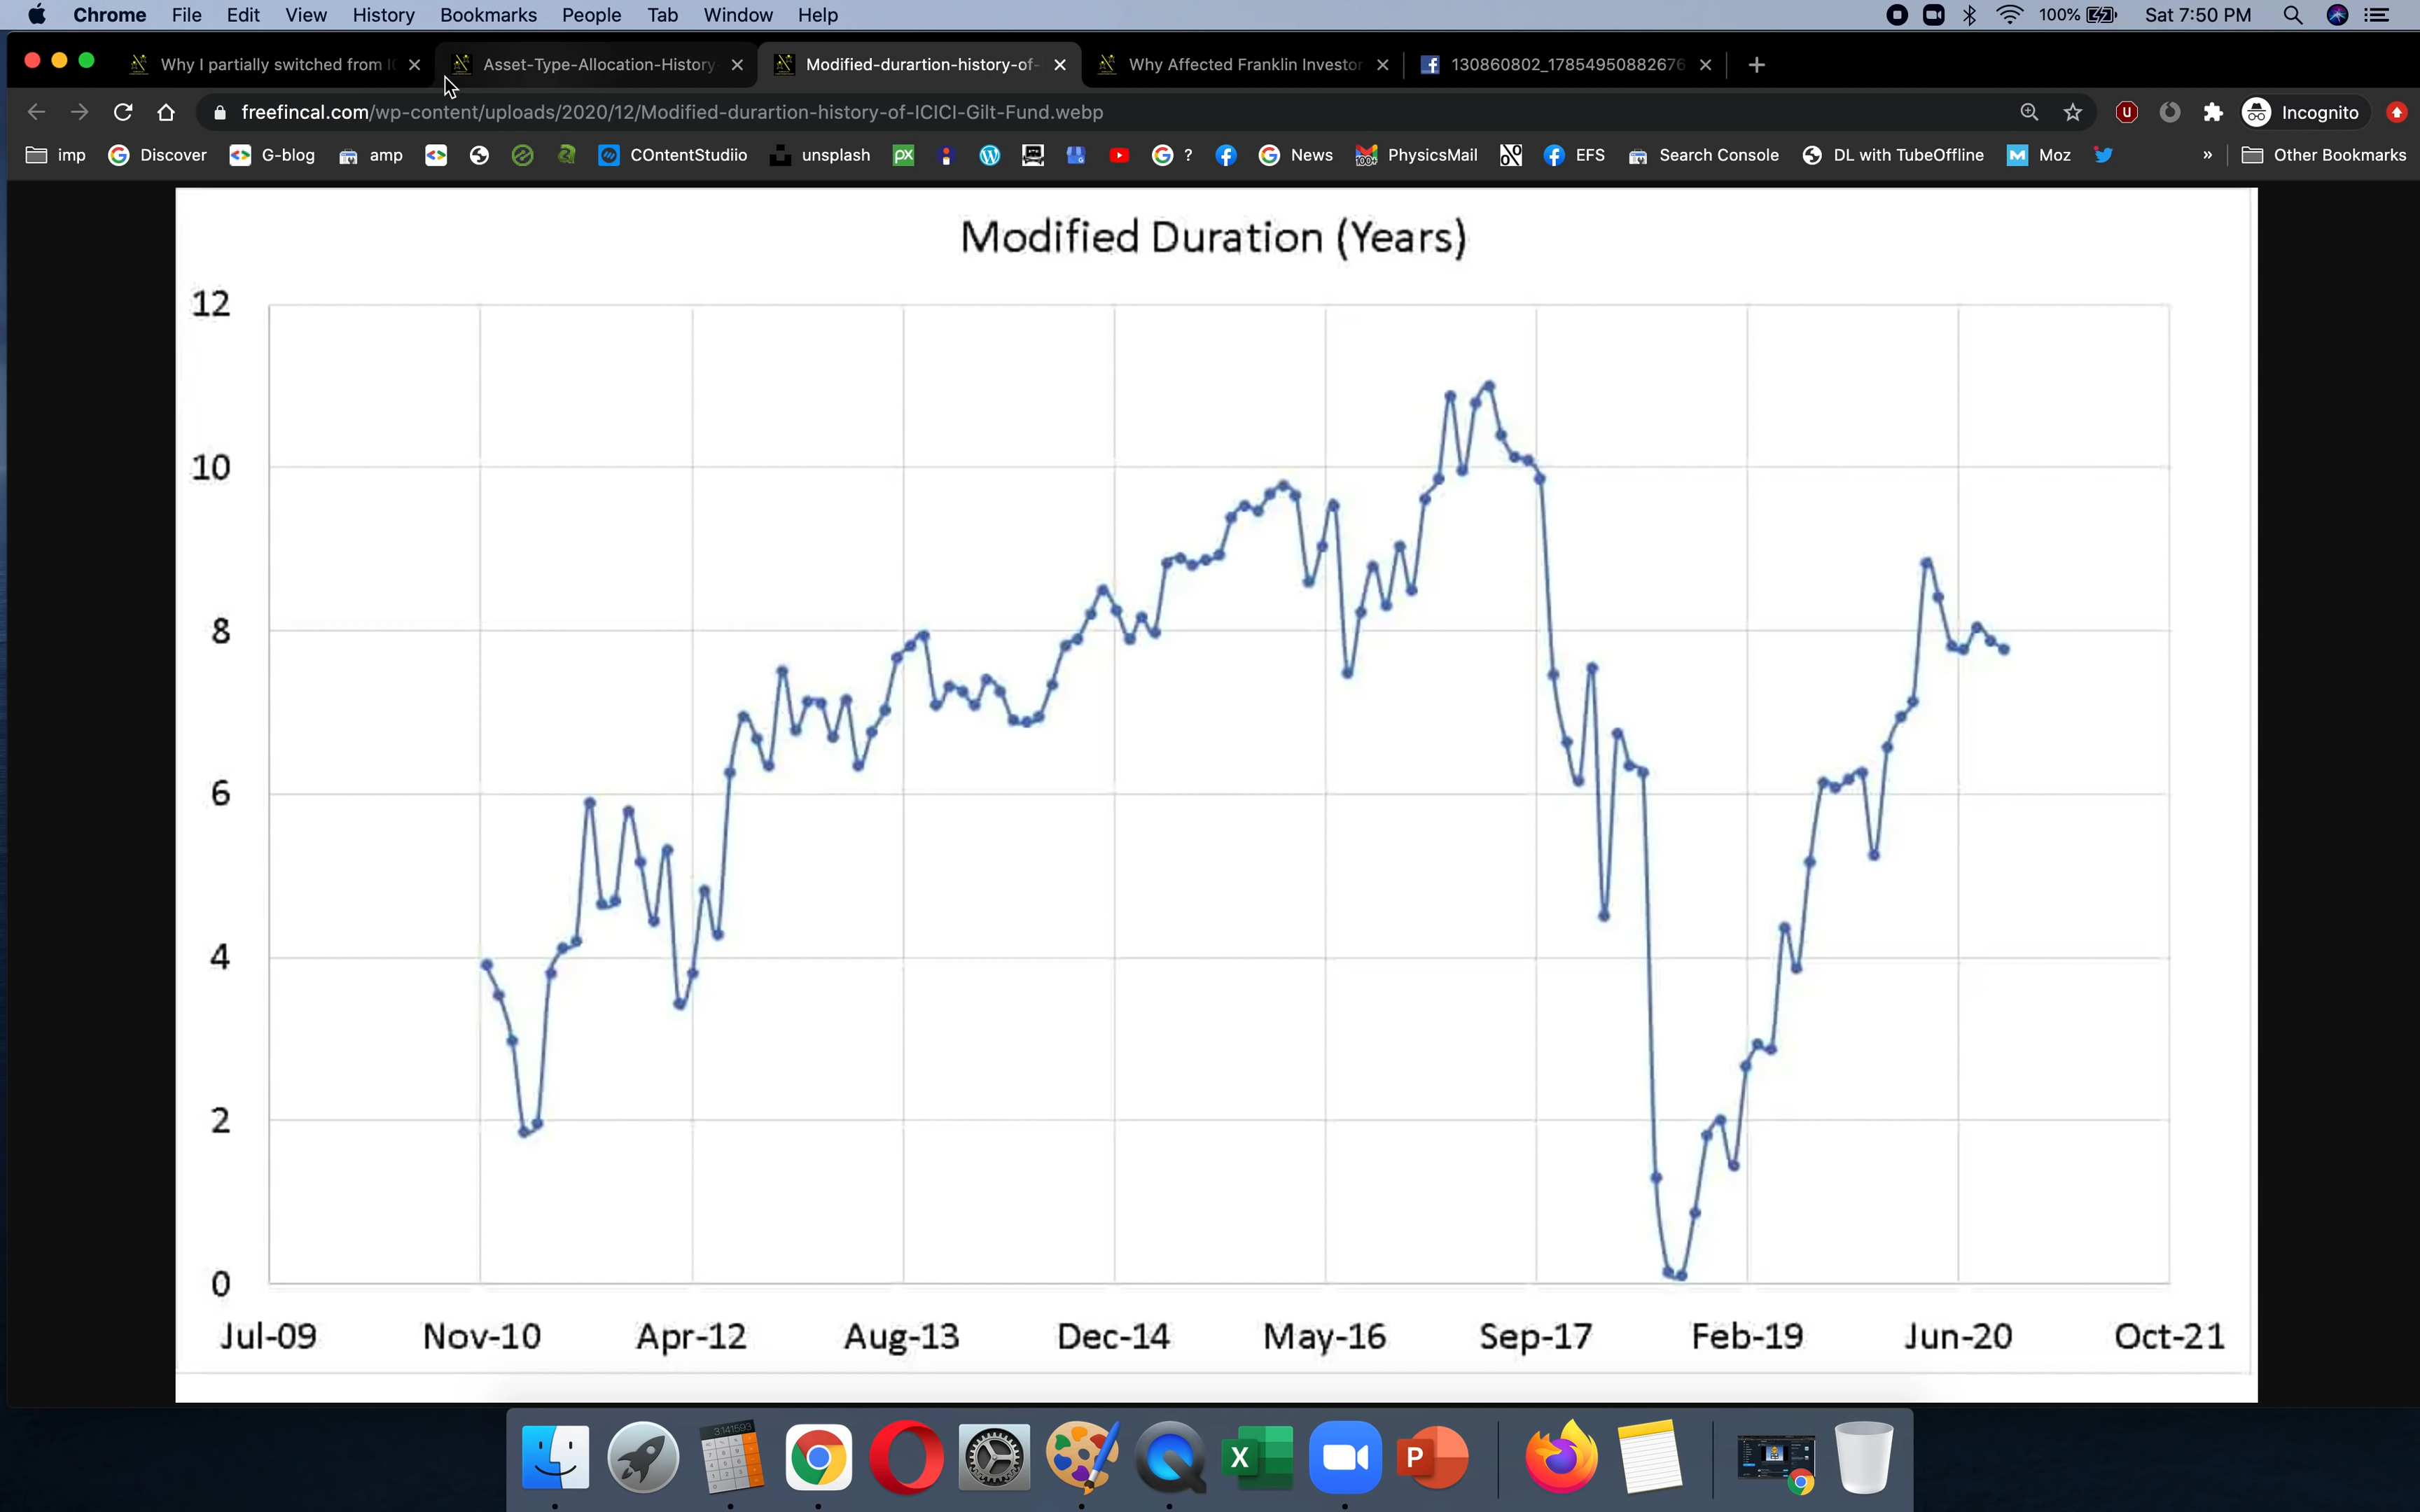 Chrome File Edit View History Bookmarks People Tab Window Help 100% Sat 7:50 PM
Why I partially switched from Asset-Type-Allocation-History Modified-durartion-history-of- Why Affected Franklin Investor 130860802_17854950882676
freefincal.com/wp-content/uploads/2020/12/Modified-durartion-history-of-ICICI-Gilt-Fund.webp Incognito
imp Discover G-blog amp COntentStudiio unsplash px ? News 100+ PhysicsMail EFS Search Console DL with TubeOffline M Moz » Other Bookmarks
Modified Duration (Years)
12
10
8
6
4
2
0
Jul-09 Nov-10 Apr-12 Aug-13 Dec-14 May-16 Sep-17 Feb-19 Jun-20 Oct-21
3.141593
X P